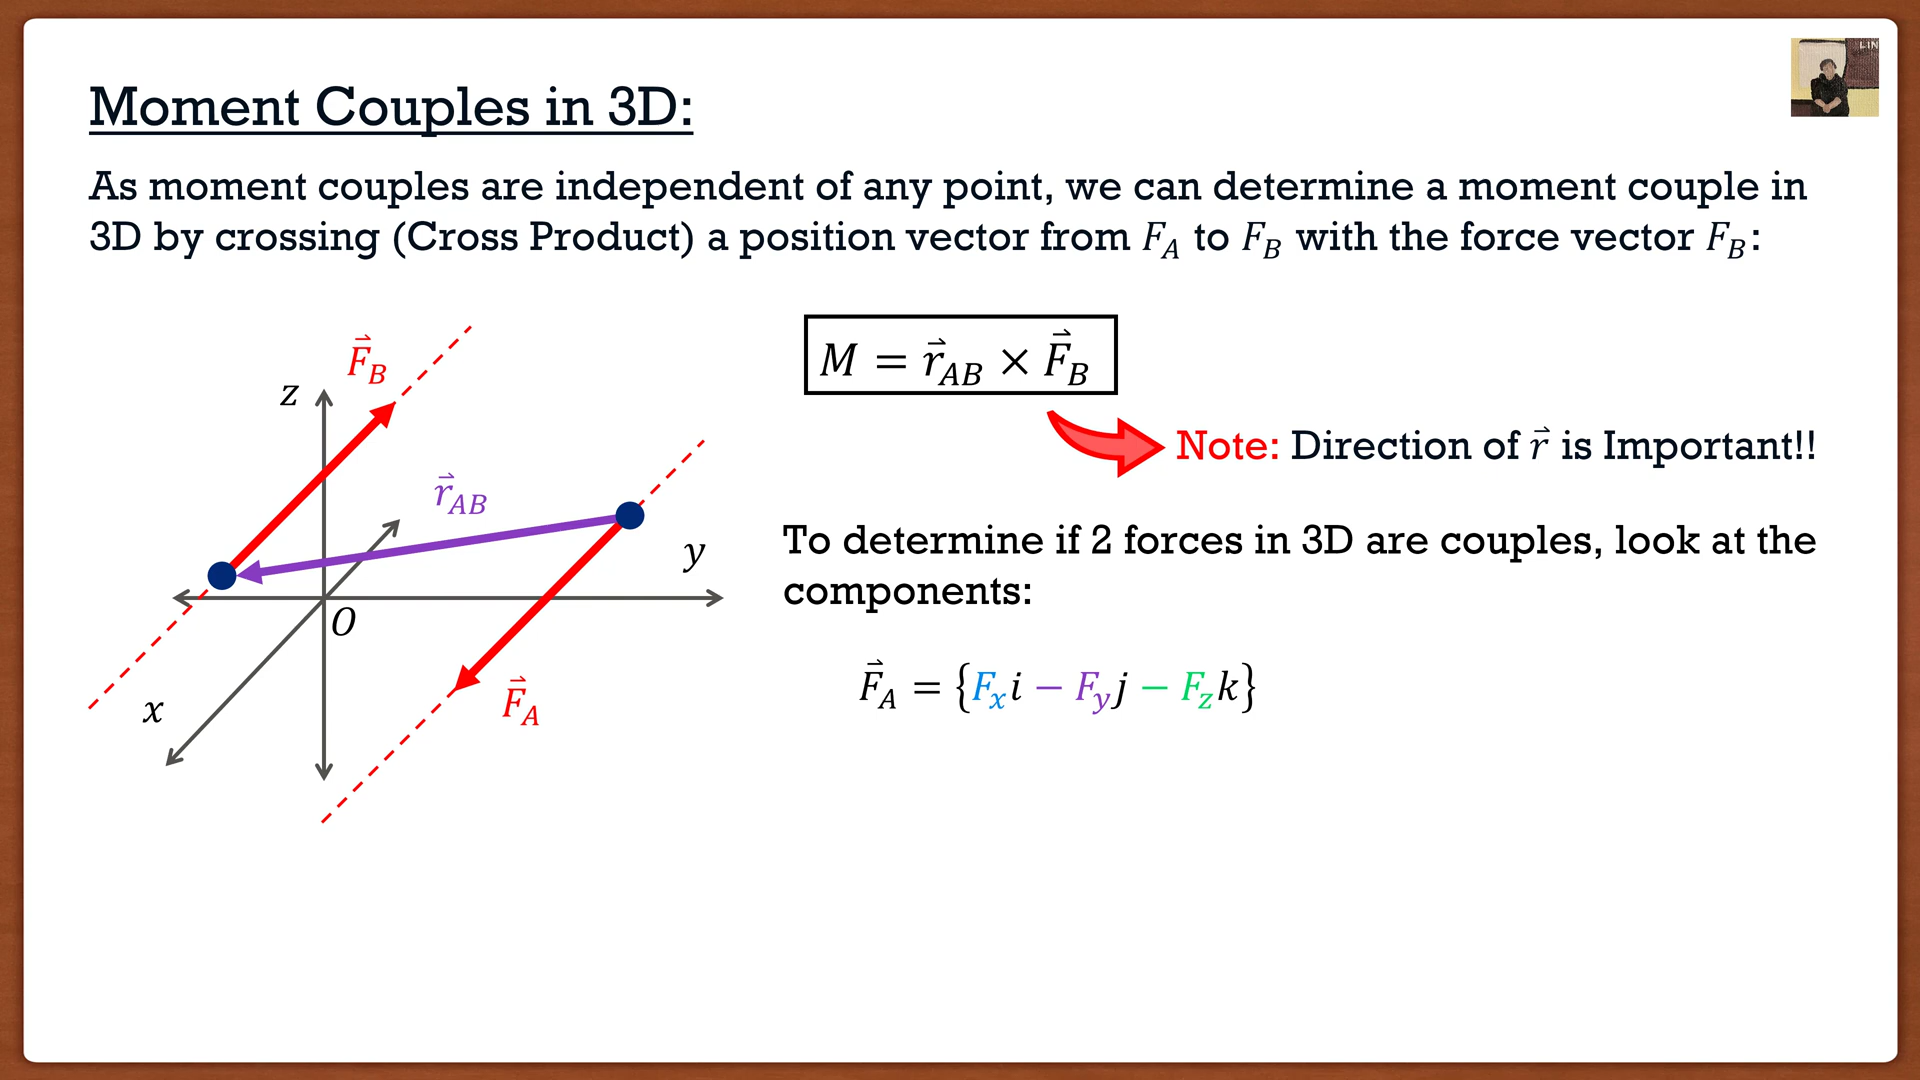 LIN
Moment Couples in 3D:
As moment couples are independent of any point, we can determine a moment couple in
3D by crossing (Cross Product) a position vector from F_A to F_B with the force vector F_B:
M = r⃗_AB × F⃗_B
Note: Direction of r⃗ is Important!!
To determine if 2 forces in 3D are couples, look at the
components:
F⃗_A = {F_x i − F_y j − F_z k}
F⃗_B
z
r⃗_AB
y
O
x
F⃗_A